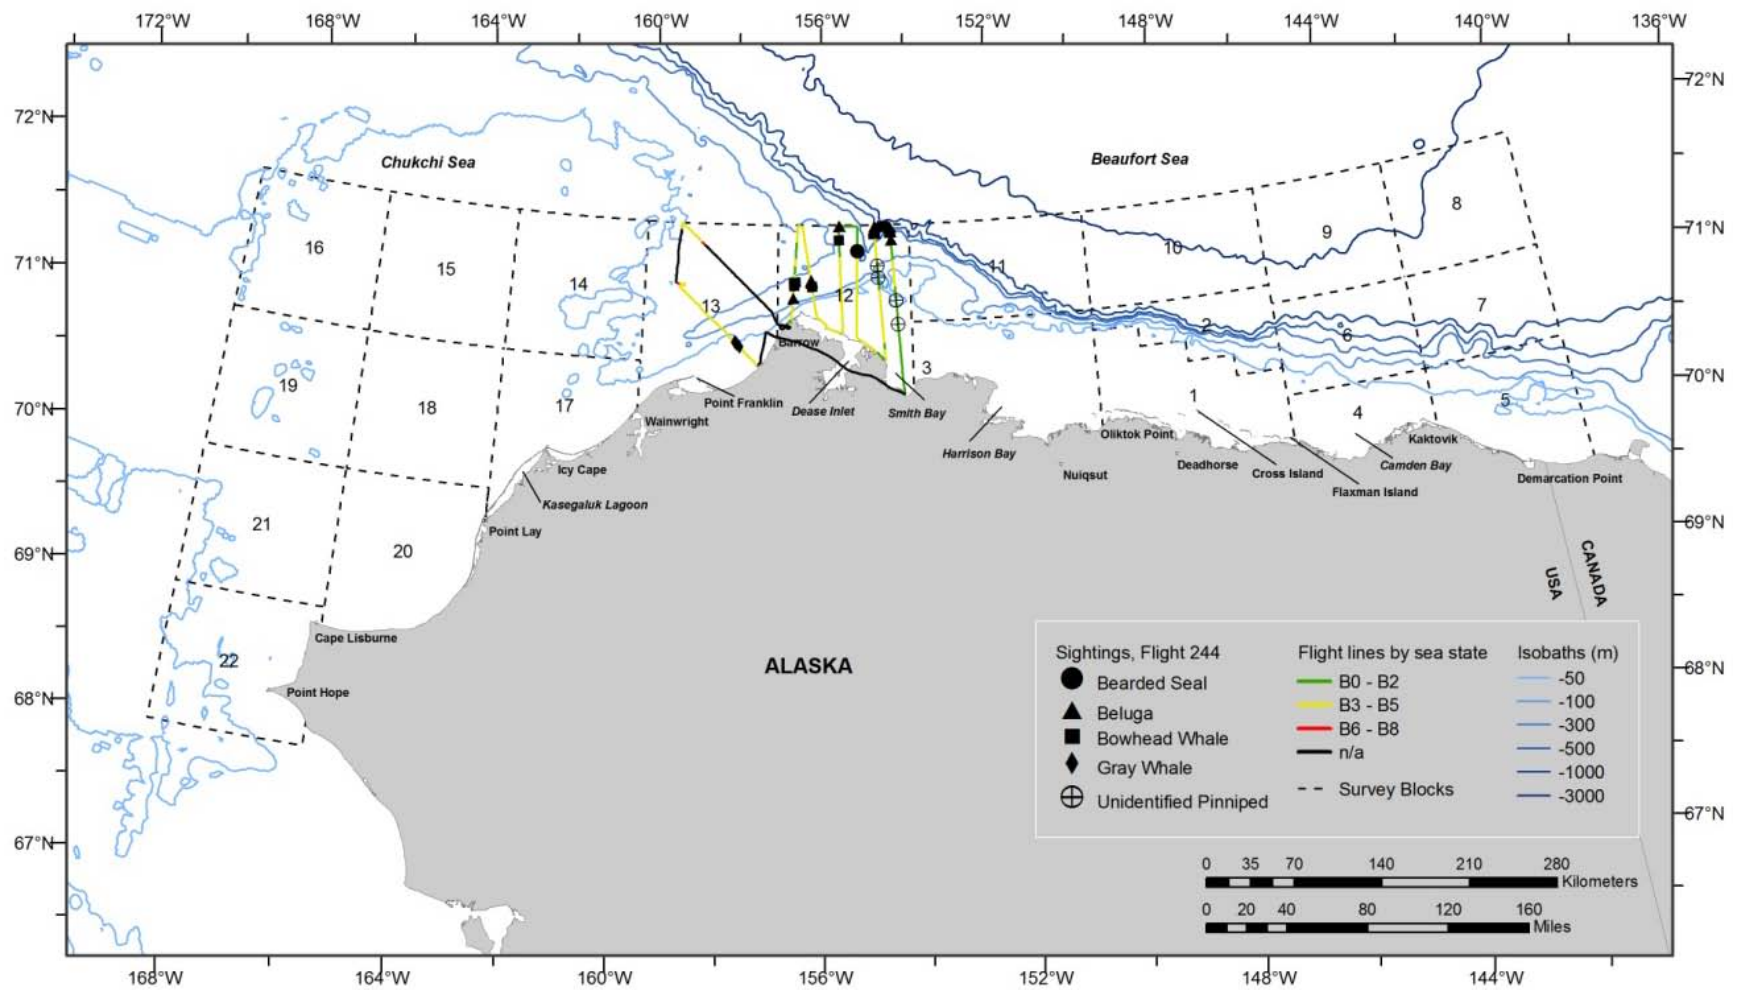 172°W 168°W 164°W 160°W 156°W 152°W 148°W 144°W 140°W 136°W
72°N 72°N
Chukchi Sea Beaufort Sea
8
9
16 10 71°N
15 11
71°N 14
13 12 7
2 6
Barrow
19 3 70°N
18 17 1 5
70°N Point Franklin Dease Inlet Smith Bay 4
Wainwright Oliktok Point Kaktovik
Harrison Bay
Icy Cape Nuiqsut Deadhorse Cross Island Camden Bay
Flaxman Island Demarcation Point
Kasegaluk Lagoon
21 Point Lay 69°N
69°N 20
USA CANADA
Cape Lisburne
22 ALASKA 68°N
68°N Point Hope
Sightings, Flight 244
Bearded Seal
Beluga
Bowhead Whale
Gray Whale
Unidentified Pinniped
Flight lines by sea state
B0 - B2
B3 - B5
B6 - B8
n/a
Survey Blocks
Isobaths (m)
-50
-100
-300
-500
-1000
-3000
67°N 67°N
0 35 70 140 210 280
Kilometers
0 20 40 80 120 160
Miles
168°W 164°W 160°W 156°W 152°W 148°W 144°W